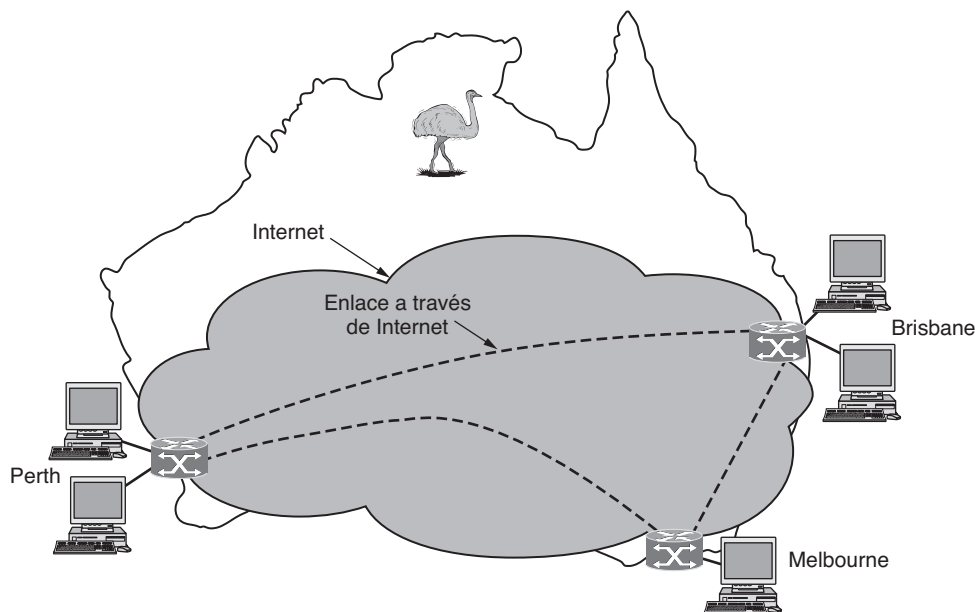 Internet
Enlace a través
de Internet
Brisbane
Perth
Melbourne